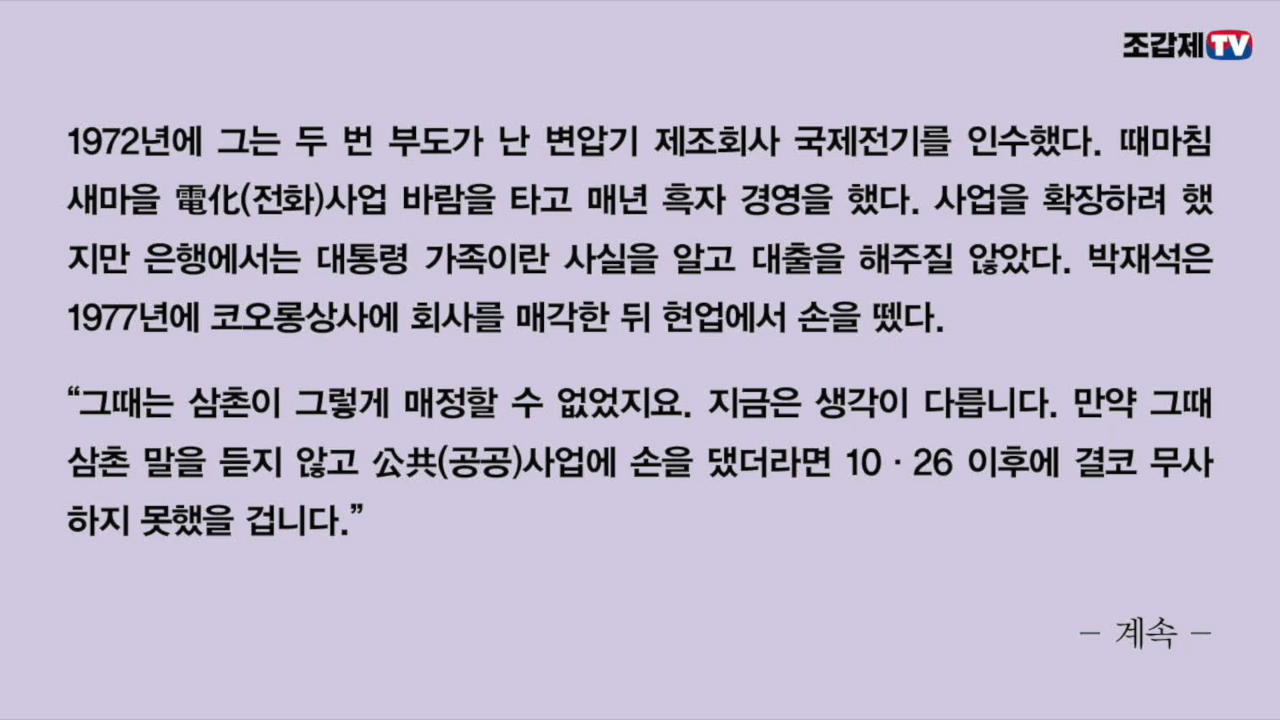 조갑제TV
1972년에 그는 두 번 부도가 난 변압기 제조회사 국제전기를 인수했다. 때마침
새마을 電化(전화)사업 바람을 타고 매년 흑자 경영을 했다. 사업을 확장하려 했
지만 은행에서는 대통령 가족이란 사실을 알고 대출을 해주질 않았다. 박재석은
1977년에 코오롱상사에 회사를 매각한 뒤 현업에서 손을 뗐다.
“그때는 삼촌이 그렇게 매정할 수 없었지요. 지금은 생각이 다릅니다. 만약 그때
삼촌 말을 듣지 않고 公共(공공)사업에 손을 댔더라면 10·26 이후에 결코 무사
하지 못했을 겁니다.”
– 계속 –